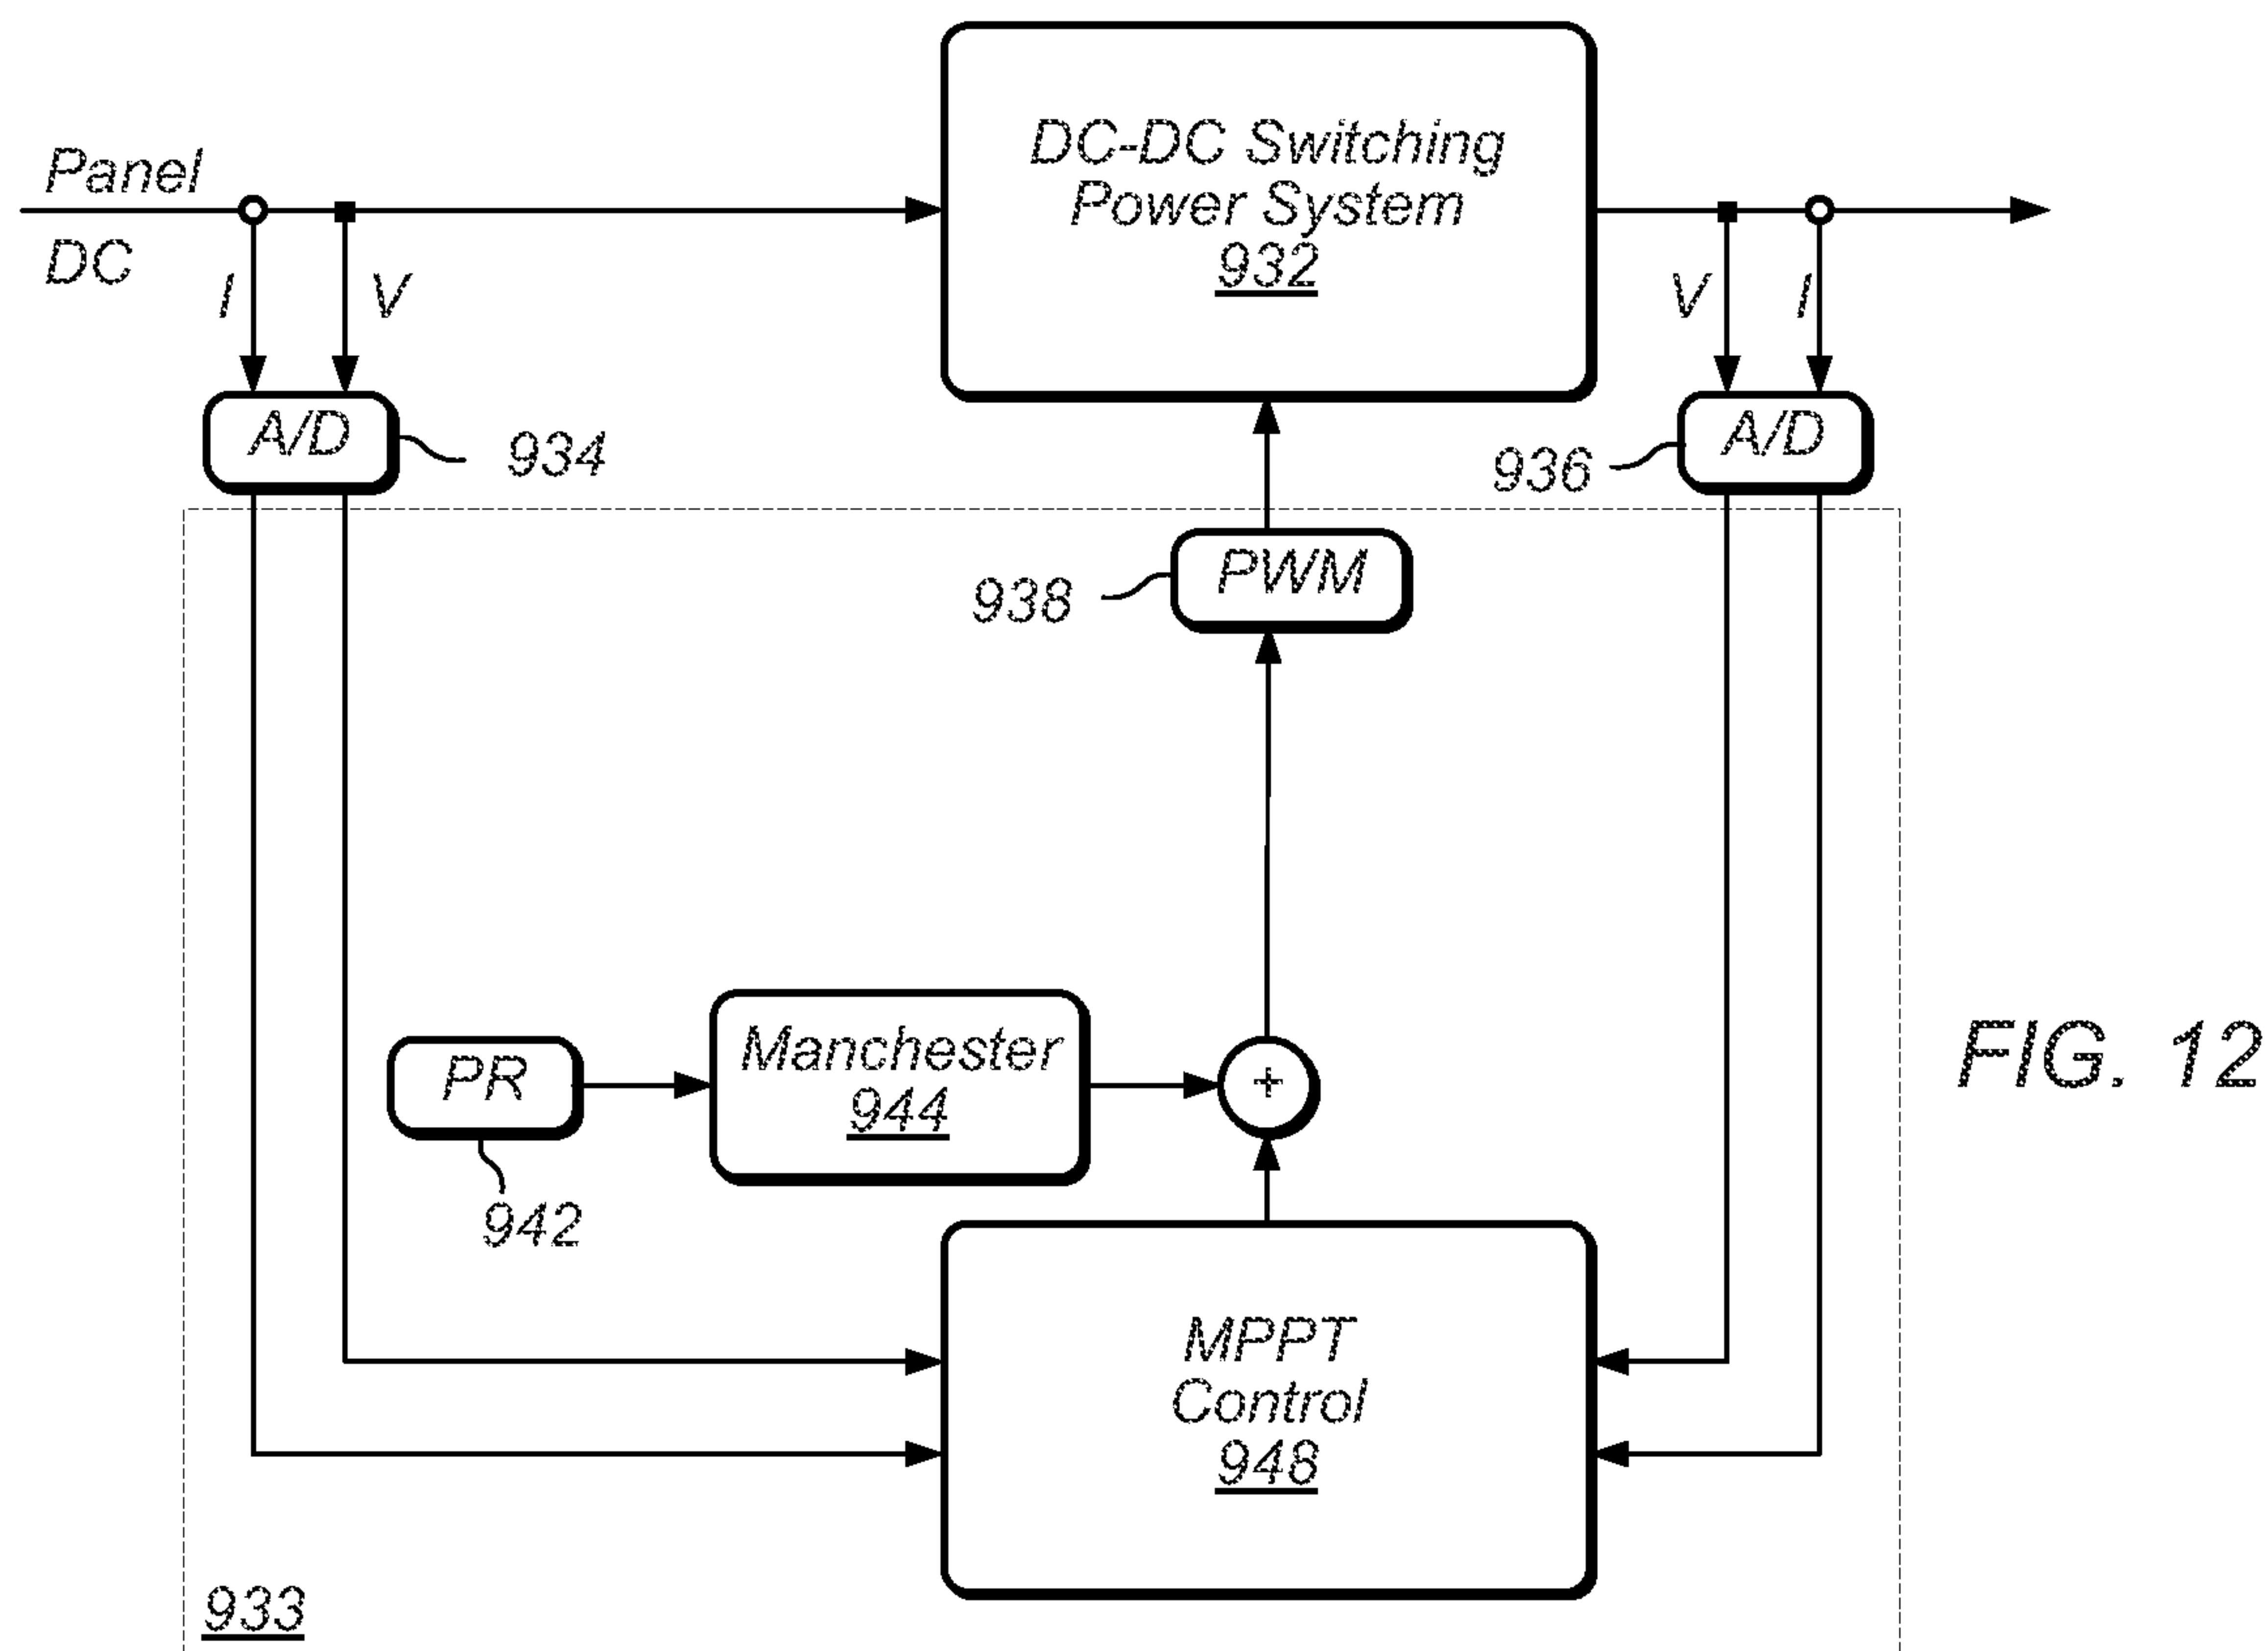 DC-DC Switching
Power System
932
Panel
DC
I
V
V
I
A/D
934
936
A/D
PWM
938
Manchester
944
PR
+
942
FIG. 12
MPPT
Control
948
933